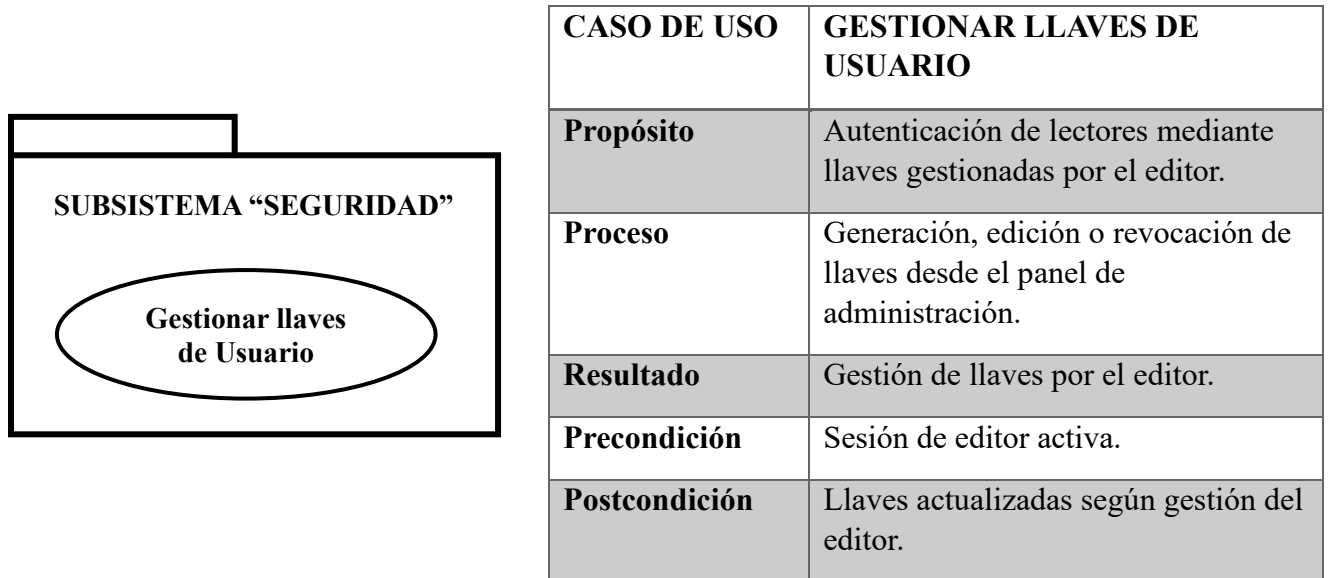 SUBSISTEMA “SEGURIDAD”
Gestionar llaves
de Usuario
CASO DE USO
GESTIONAR LLAVES DE
USUARIO
Propósito
Autenticación de lectores mediante
llaves gestionadas por el editor.
Proceso
Generación, edición o revocación de
llaves desde el panel de
administración.
Resultado
Gestión de llaves por el editor.
Precondición
Sesión de editor activa.
Postcondición
Llaves actualizadas según gestión del
editor.